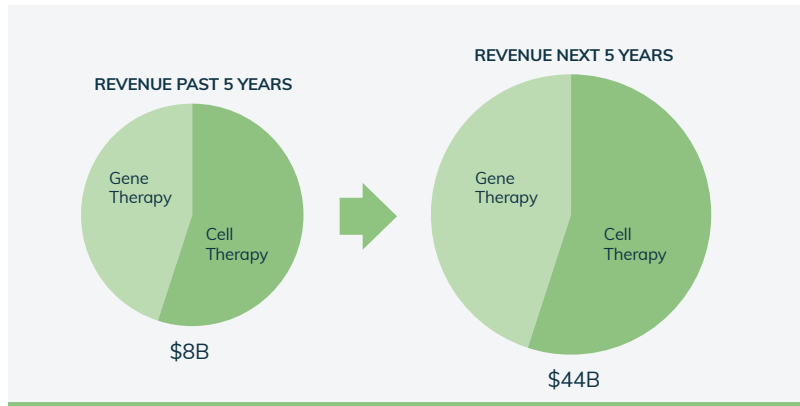 REVENUE PAST 5 YEARS
Gene
Therapy
Cell
Therapy
$8B
REVENUE NEXT 5 YEARS
Gene
Therapy
Cell
Therapy
$44B